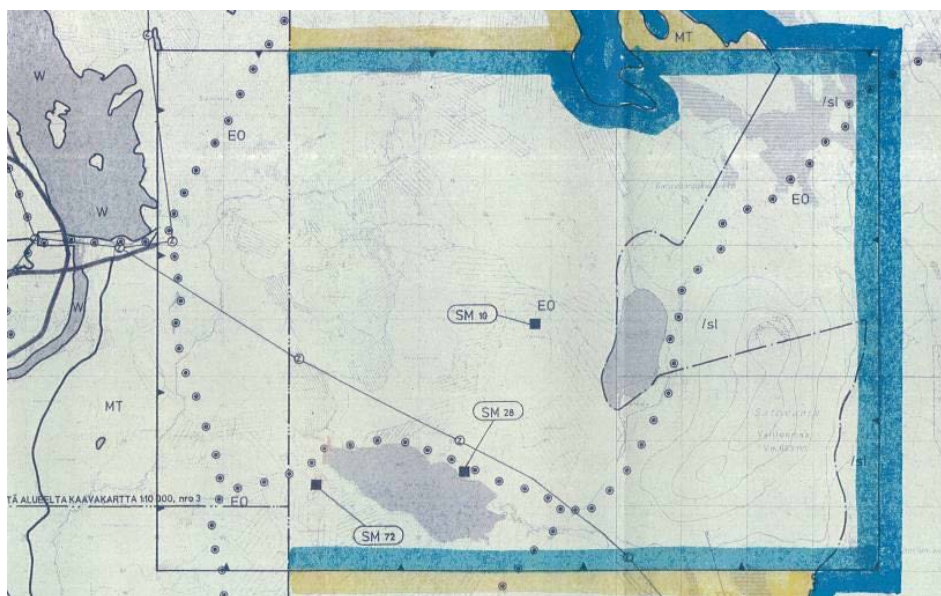 MT
W
/sl
EO
EO
W
W
EO
SM 10
/sl
MT
SM 28
/sl
EO
TÄ ALUEELTA KAAVAKARTTA 1:10 000, nro 3
SM 72